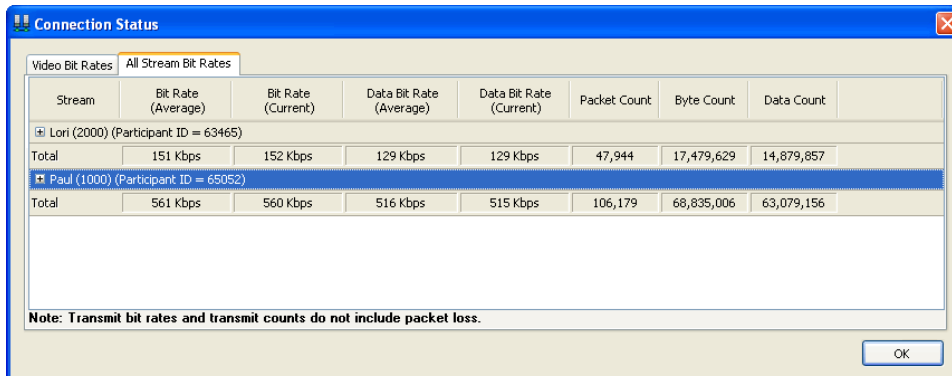 Connection Status
Video Bit Rates All Stream Bit Rates
Stream Bit Rate (Average) Bit Rate (Current) Data Bit Rate (Average) Data Bit Rate (Current) Packet Count Byte Count Data Count
Lori (2000) (Participant ID = 63465)
Total 151 Kbps 152 Kbps 129 Kbps 129 Kbps 47,944 17,479,629 14,879,857
Paul (1000) (Participant ID = 65052)
Total 561 Kbps 560 Kbps 516 Kbps 515 Kbps 106,179 68,835,006 63,079,156
Note: Transmit bit rates and transmit counts do not include packet loss.
OK